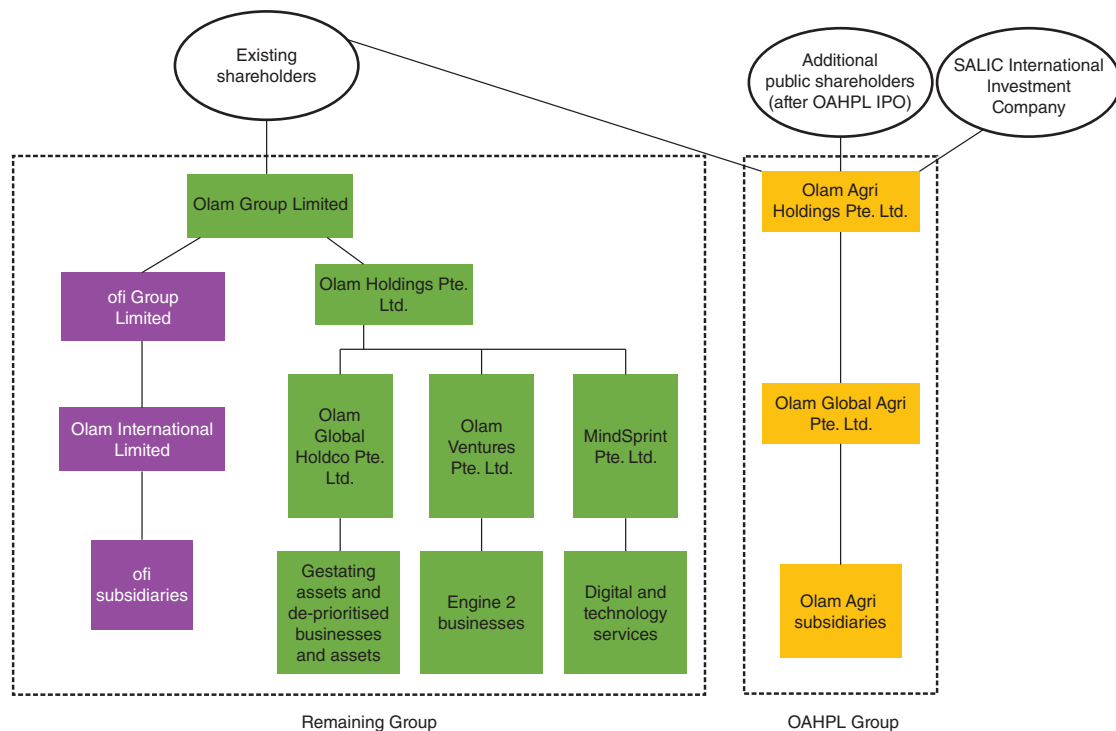 Existing
shareholders
Additional
public shareholders
(after OAHPL IPO)
SALIC International
Investment
Company
Olam Group Limited
Olam Agri
Holdings Pte. Ltd.
ofi Group
Limited
Olam Holdings Pte.
Ltd.
Olam International
Limited
Olam
Global
Holdco Pte.
Ltd.
Olam
Ventures
Pte. Ltd.
MindSprint
Pte. Ltd.
Olam Global Agri
Pte. Ltd.
ofi
subsidiaries
Gestating
assets and
de-prioritised
businesses
and assets
Engine 2
businesses
Digital and
technology
services
Olam Agri
subsidiaries
Remaining Group
OAHPL Group